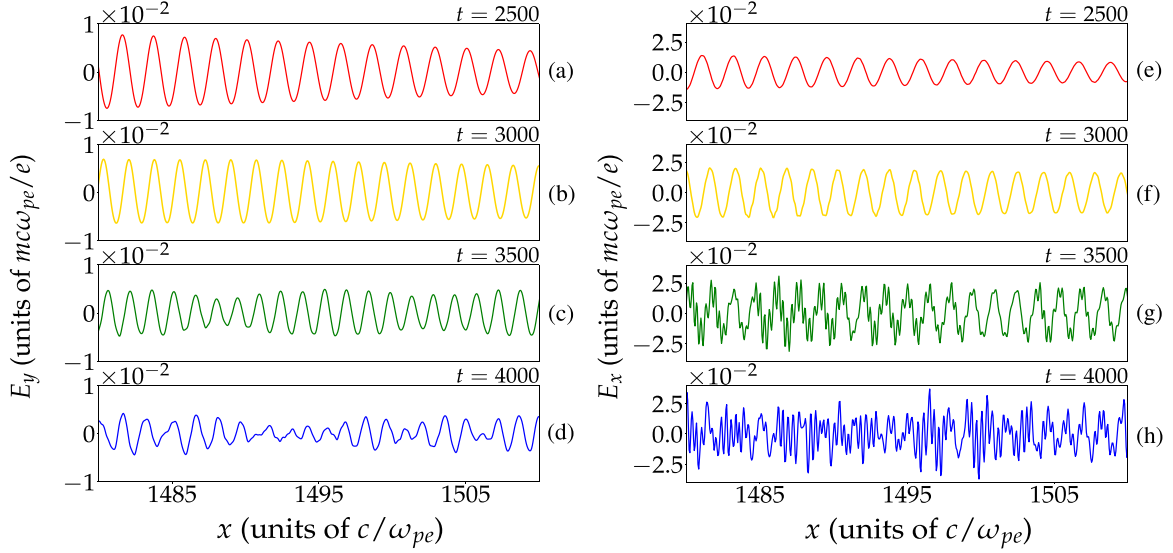 ×10⁻² t = 2500
1
0
−1
(a)
×10⁻² t = 3000
1
0
−1
(b)
×10⁻² t = 3500
1
0
−1
(c)
×10⁻² t = 4000
1
0
−1
(d)
E_y (units of mcω_pe/e)
1485 1495 1505
x (units of c/ω_pe)
×10⁻² t = 2500
2.5
0.0
−2.5
(e)
×10⁻² t = 3000
2.5
0.0
−2.5
(f)
×10⁻² t = 3500
2.5
0.0
−2.5
(g)
×10⁻² t = 4000
2.5
0.0
−2.5
(h)
E_x (units of mcω_pe/e)
1485 1495 1505
x (units of c/ω_pe)